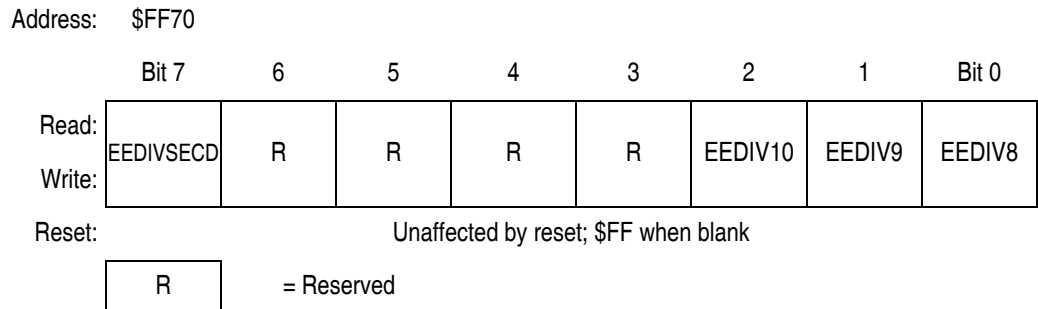 Address: $FF70
Bit 7 6 5 4 3 2 1 Bit 0
Read:
EEDIVSECD R R R R EEDIV10 EEDIV9 EEDIV8
Write:
Reset: Unaffected by reset; $FF when blank
R = Reserved